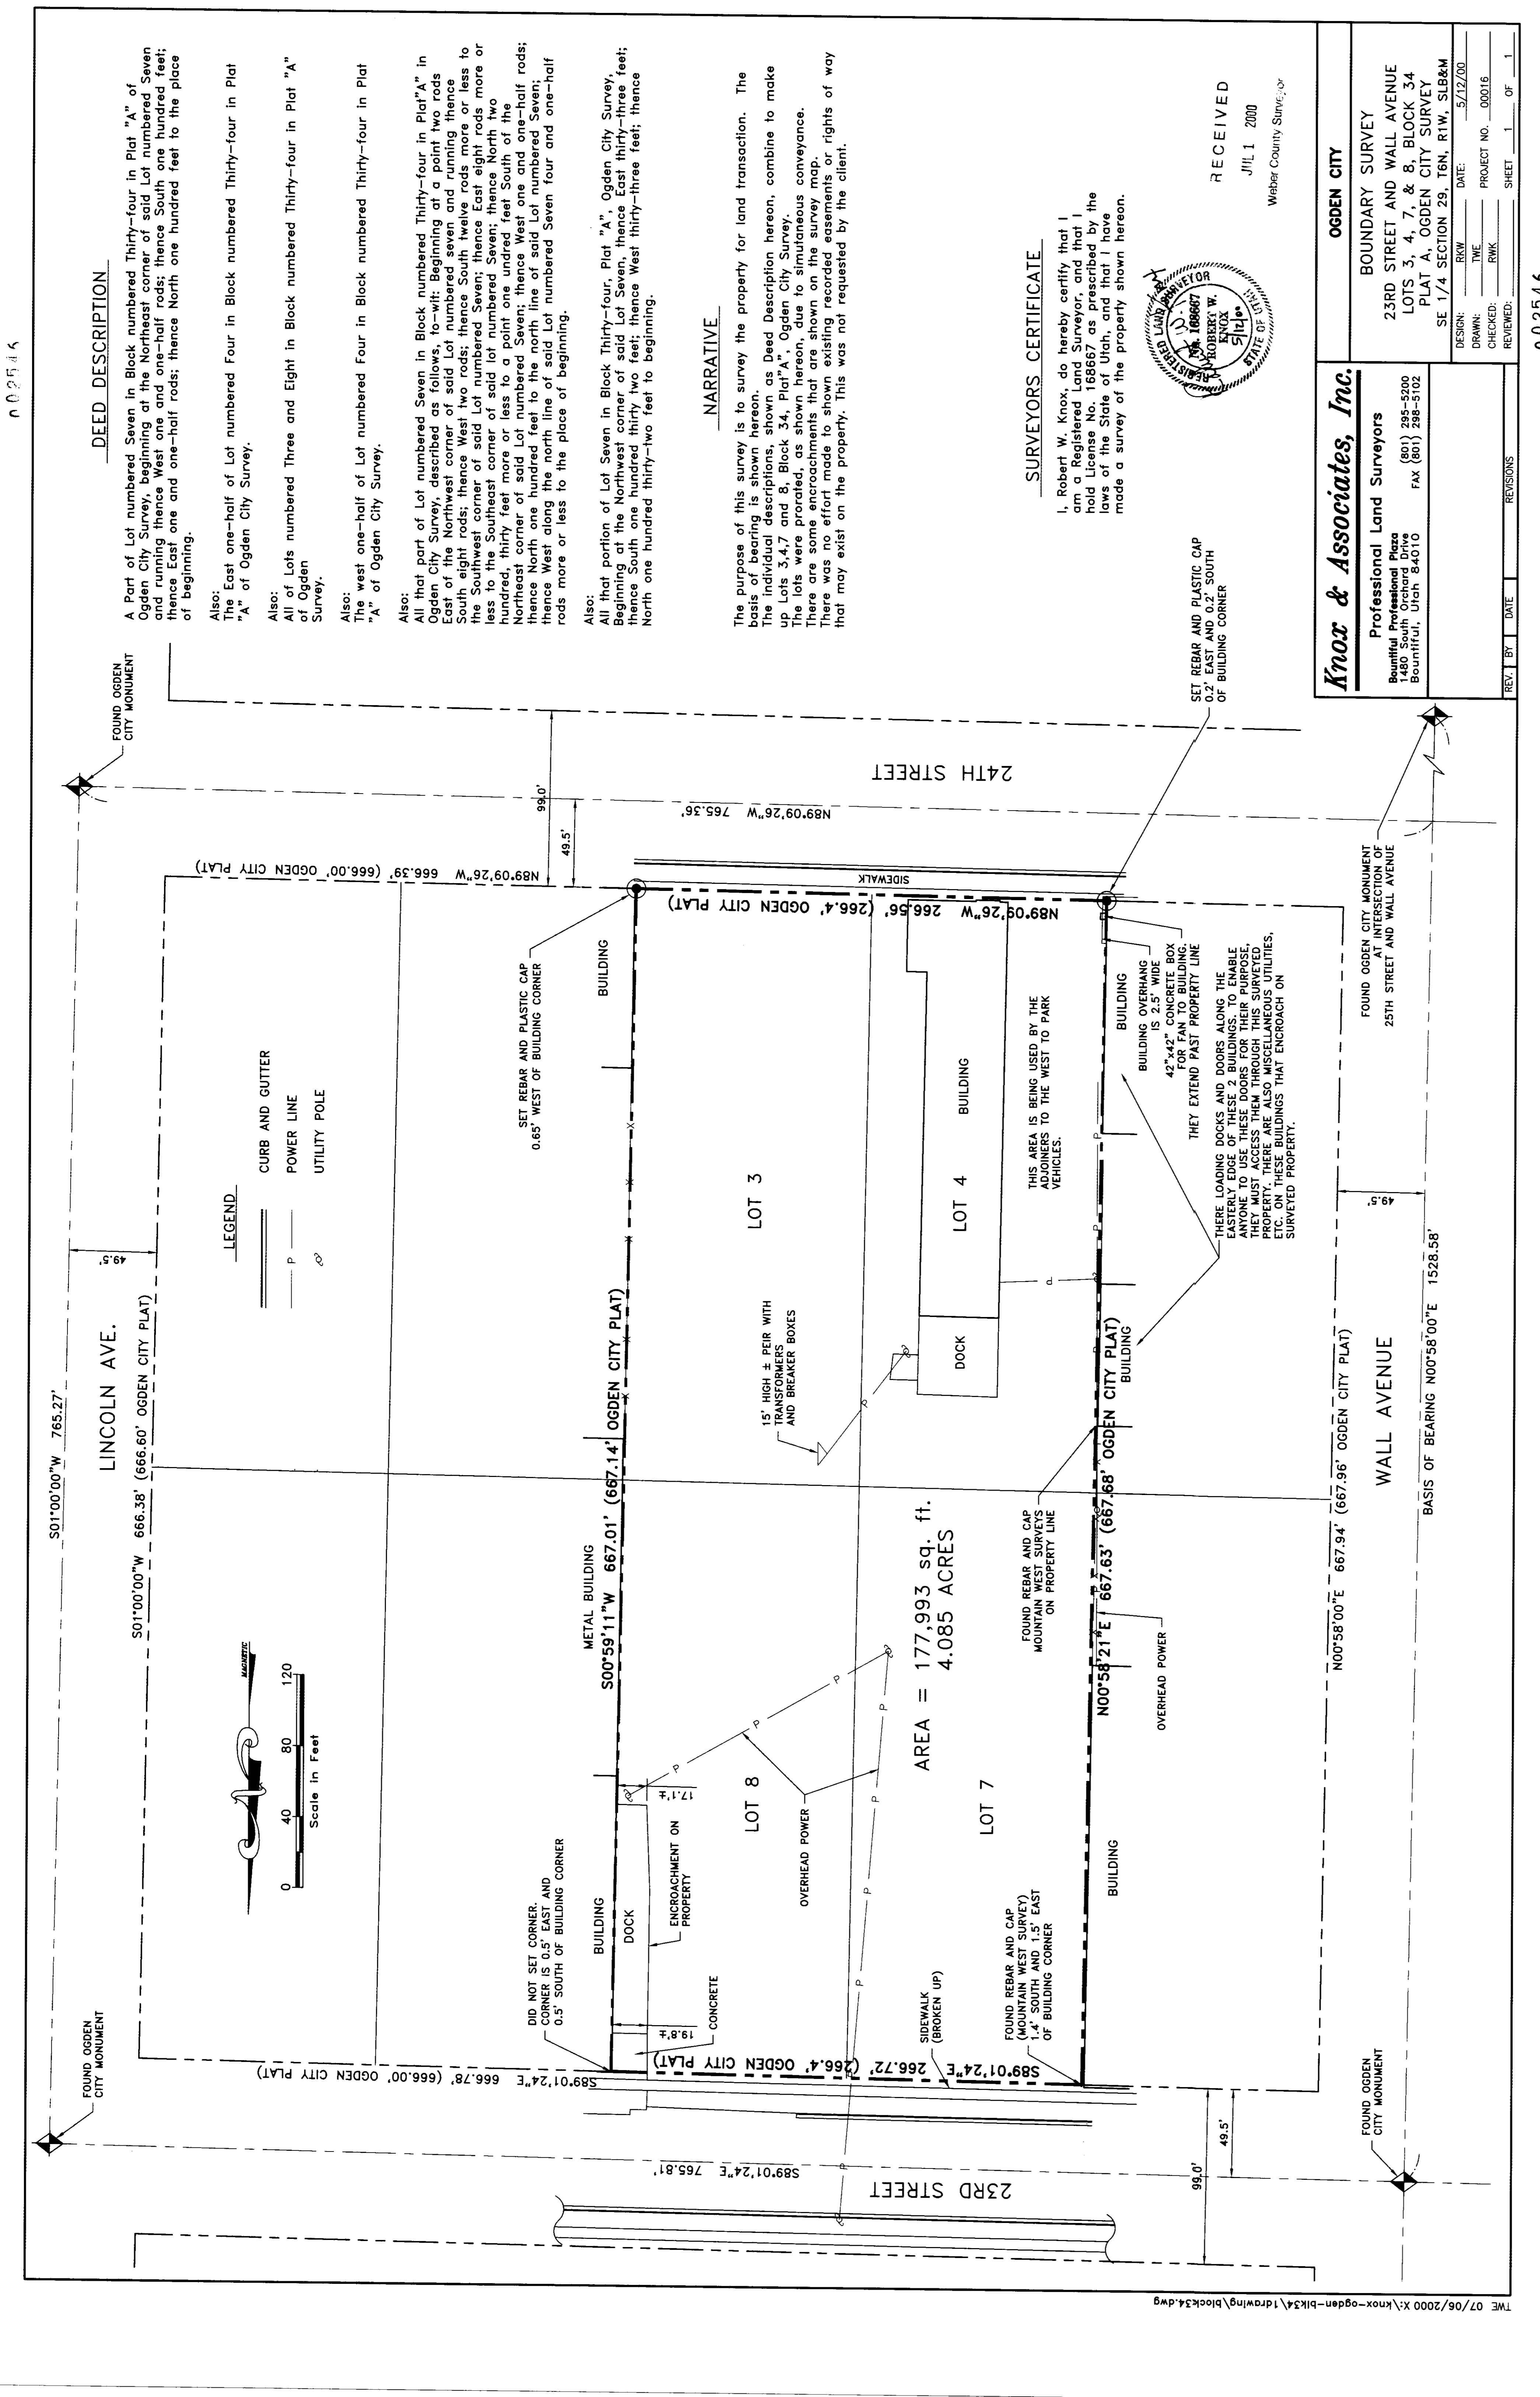 002546
DEED DESCRIPTION
A Part of Lot numbered Seven in Block numbered Thirty-four in Plat "A" of
Ogden City Survey, beginning at the Northeast corner of said Lot numbered Seven
and running thence West one and one-half rods; thence South one hundred feet;
thence East one and one-half rods; thence North one hundred feet to the place
of beginning.
Also:
The East one-half of Lot numbered Four in Block numbered Thirty-four in Plat
"A" of Ogden City Survey.
Also:
All of Lots numbered Three and Eight in Block numbered Thirty-four in Plat "A"
of Ogden
Survey.
Also:
The west one-half of Lot numbered Four in Block numbered Thirty-four in Plat
"A" of Ogden City Survey.
Also:
All that part of Lot numbered Seven in Block numbered Thirty-four in Plat"A" in
Ogden City Survey, described as follows, to-wit: Beginning at a point two rods
East of the Northwest corner of said Lot numbered seven and running thence
South eight rods; thence West two rods; thence South twelve rods more or less to
the Southwest corner of said Lot numbered Seven; thence East eight rods more or
less to the Southeast corner of said lot numbered Seven; thence North two
hundred, thirty feet more or less to a point one undred feet South of the
Northeast corner of said Lot numbered Seven; thence West one and one-half rods;
thence North one hundred feet to the north line of said Lot numbered Seven;
thence West along the north line of said Lot numbered Seven four and one-half
rods more or less to the place of beginning.
Also:
All that portion of Lot Seven in Block Thirty-four, Plat "A", Ogden City Survey,
Beginning at the Northwest corner of said Lot Seven, thence East thirty-three feet;
thence South one hundred thirty two feet; thence West thirty-three feet; thence
North one hundred thirty-two feet to beginning.
NARRATIVE
The purpose of this survey is to survey the property for land transaction. The
basis of bearing is shown hereon.
The individual descriptions, shown as Deed Description hereon, combine to make
up Lots 3,4,7 and 8, Block 34, Plat"A", Ogden City Survey.
The lots were prorated, as shown hereon, due to simultaneous conveyance.
There are some encroachments that are shown on the survey map.
There was no effort made to shown existing recorded easements or rights of way
that may exist on the property. This was not requested by the client.
SURVEYORS CERTIFICATE
I, Robert W. Knox, do hereby certify that I
am a Registered Land Surveyor, and that I
hold License No. 168667 as prescribed by the
laws of the State of Utah, and that I have
made a survey of the property shown hereon.
REGISTERED LAND SURVEYOR
No. 168667
ROBERT W.
KNOX
5/12/00
STATE OF UTAH
RECEIVED
JUL 1 2000
Weber County Surveyor
FOUND OGDEN
CITY MONUMENT
S01°00'00"W 765.27'
LINCOLN AVE.
49.5'
S01°00'00"W 666.38' (666.60' OGDEN CITY PLAT)
FOUND OGDEN
CITY MONUMENT
MAGNETIC
0 40 80 120
Scale in Feet
LEGEND
CURB AND GUTTER
P
POWER LINE
UTILITY POLE
S89°01'24"E 666.78' (666.00' OGDEN CITY PLAT)
N89°09'26"W 666.39' (666.00' OGDEN CITY PLAT)
99.0'
49.5'
DID NOT SET CORNER.
CORNER IS 0.5' EAST AND
0.5' SOUTH OF BUILDING CORNER
SET REBAR AND PLASTIC CAP
0.65' WEST OF BUILDING CORNER
BUILDING
METAL BUILDING
BUILDING
S00°59'11"W 667.01' (667.14' OGDEN CITY PLAT)
DOCK
17.1'±
19.8'±
ENCROACHMENT ON
PROPERTY
CONCRETE
LOT 8
LOT 3
OVERHEAD POWER
15' HIGH ± PEIR WITH
TRANSFORMERS
AND BREAKER BOXES
DOCK
BUILDING
LOT 4
LOT 7
AREA = 177,993 sq. ft.
4.085 ACRES
S89°01'24"E 266.72' (266.4' OGDEN CITY PLAT)
N89°09'26"W 266.56' (266.4' OGDEN CITY PLAT)
SIDEWALK
24TH STREET
N89°09'26"W 765.36'
SIDEWALK
(BROKEN UP)
FOUND REBAR AND CAP
(MOUNTAIN WEST SURVEY)
1.4' SOUTH AND 1.5' EAST
OF BUILDING CORNER
FOUND REBAR AND CAP
MOUNTAIN WEST SURVEYS
ON PROPERTY LINE
THIS AREA IS BEING USED BY THE
ADJOINERS TO THE WEST TO PARK
VEHICLES.
N00°58'21"E 667.63' (667.68' OGDEN CITY PLAT)
BUILDING
BUILDING
BUILDING
OVERHEAD POWER
BUILDING OVERHANG
IS 2.5' WIDE
42"x42" CONCRETE BOX
FOR FAN TO BUILDING.
THEY EXTEND PAST PROPERTY LINE
THERE LOADING DOCKS AND DOORS ALONG THE
EASTERLY EDGE OF THESE 2 BUILDINGS. TO ENABLE
ANYONE TO USE THESE DOORS FOR THEIR PURPOSE,
THEY MUST ACCESS THEM THROUGH THIS SURVEYED
PROPERTY. THERE ARE ALSO MISCELLANEOUS UTILITIES,
ETC. ON THESE BUILDINGS THAT ENCROACH ON
SURVEYED PROPERTY.
SET REBAR AND PLASTIC CAP
0.2' EAST AND 0.2' SOUTH
OF BUILDING CORNER
S89°01'24"E 765.81'
23RD STREET
49.5'
99.0'
N00°58'00"E 667.94' (667.96' OGDEN CITY PLAT)
WALL AVENUE
49.5'
BASIS OF BEARING N00°58'00"E 1528.58'
FOUND OGDEN
CITY MONUMENT
FOUND OGDEN CITY MONUMENT
AT INTERSECTION OF
25TH STREET AND WALL AVENUE
Knox & Associates, Inc.
Professional Land Surveyors
Bountiful Professional Plaza
1480 South Orchard Drive (801) 295-5200
Bountiful, Utah 84010 FAX (801) 298-5102
REV. BY DATE REVISIONS
OGDEN CITY
BOUNDARY SURVEY
23RD STREET AND WALL AVENUE
LOTS 3, 4, 7, & 8, BLOCK 34
PLAT A, OGDEN CITY SURVEY
SE 1/4 SECTION 29, T6N, R1W, SLB&M
DESIGN: RKW DATE: 5/12/00
DRAWN: TWE PROJECT NO. 00016
CHECKED: RWK
REVIEWED: SHEET 1 OF 1
002546
TWE 07/06/2000 X:\knox-ogden-blk34\1drawing\block34.dwg